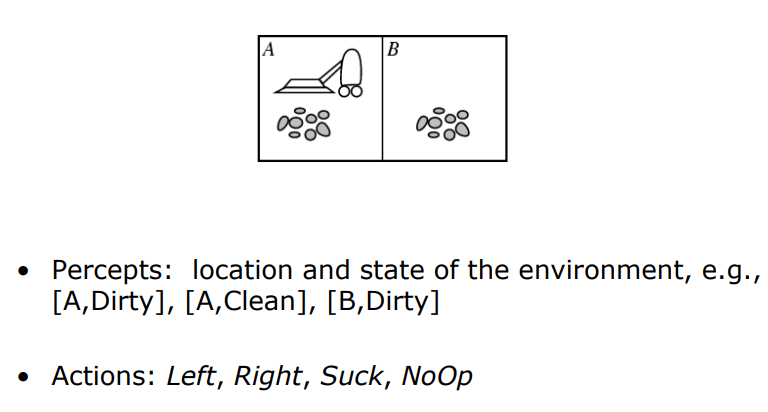 A B
• Percepts: location and state of the environment, e.g.,
[A,Dirty], [A,Clean], [B,Dirty]
• Actions: Left, Right, Suck, NoOp